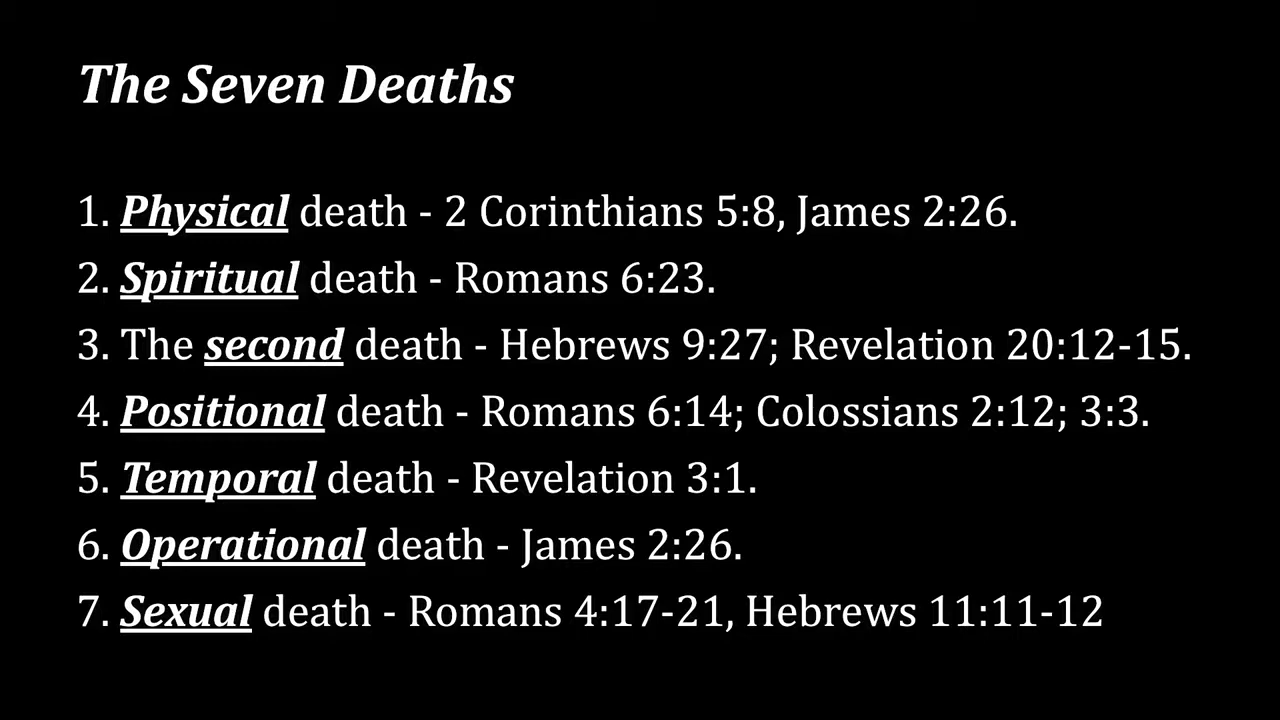 The Seven Deaths
1. Physical death - 2 Corinthians 5:8, James 2:26.
2. Spiritual death - Romans 6:23.
3. The second death - Hebrews 9:27; Revelation 20:12-15.
4. Positional death - Romans 6:14; Colossians 2:12; 3:3.
5. Temporal death - Revelation 3:1.
6. Operational death - James 2:26.
7. Sexual death - Romans 4:17-21, Hebrews 11:11-12